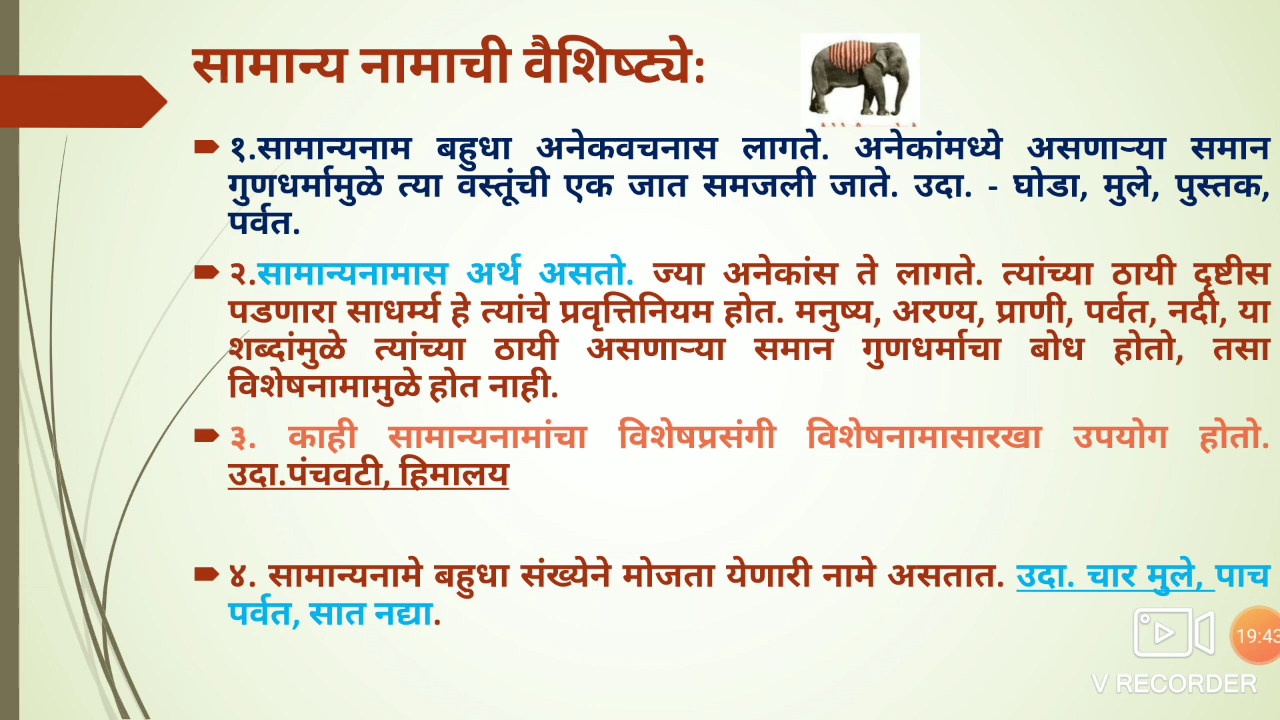 सामान्य नामाची वैशिष्ट्ये:
१.सामान्यनाम बहुधा अनेकवचनास लागते. अनेकांमध्ये असणाऱ्या समान
गुणधर्मामुळे त्या वस्तूंची एक जात समजली जाते. उदा. - घोडा, मुले, पुस्तक,
पर्वत.
२.सामान्यनामास अर्थ असतो. ज्या अनेकांस ते लागते. त्यांच्या ठायी दृष्टीस
पडणारा साधर्म्य हे त्यांचे प्रवृत्तिनियम होत. मनुष्य, अरण्य, प्राणी, पर्वत, नदी, या
शब्दांमुळे त्यांच्या ठायी असणाऱ्या समान गुणधर्माचा बोध होतो, तसा
विशेषनामामुळे होत नाही.
३. काही सामान्यनामांचा विशेषप्रसंगी विशेषनामासारखा उपयोग होतो.
उदा.पंचवटी, हिमालय
४. सामान्यनामे बहुधा संख्येने मोजता येणारी नामे असतात. उदा. चार मुले, पाच
पर्वत, सात नद्या.
19:43
V RECORDER